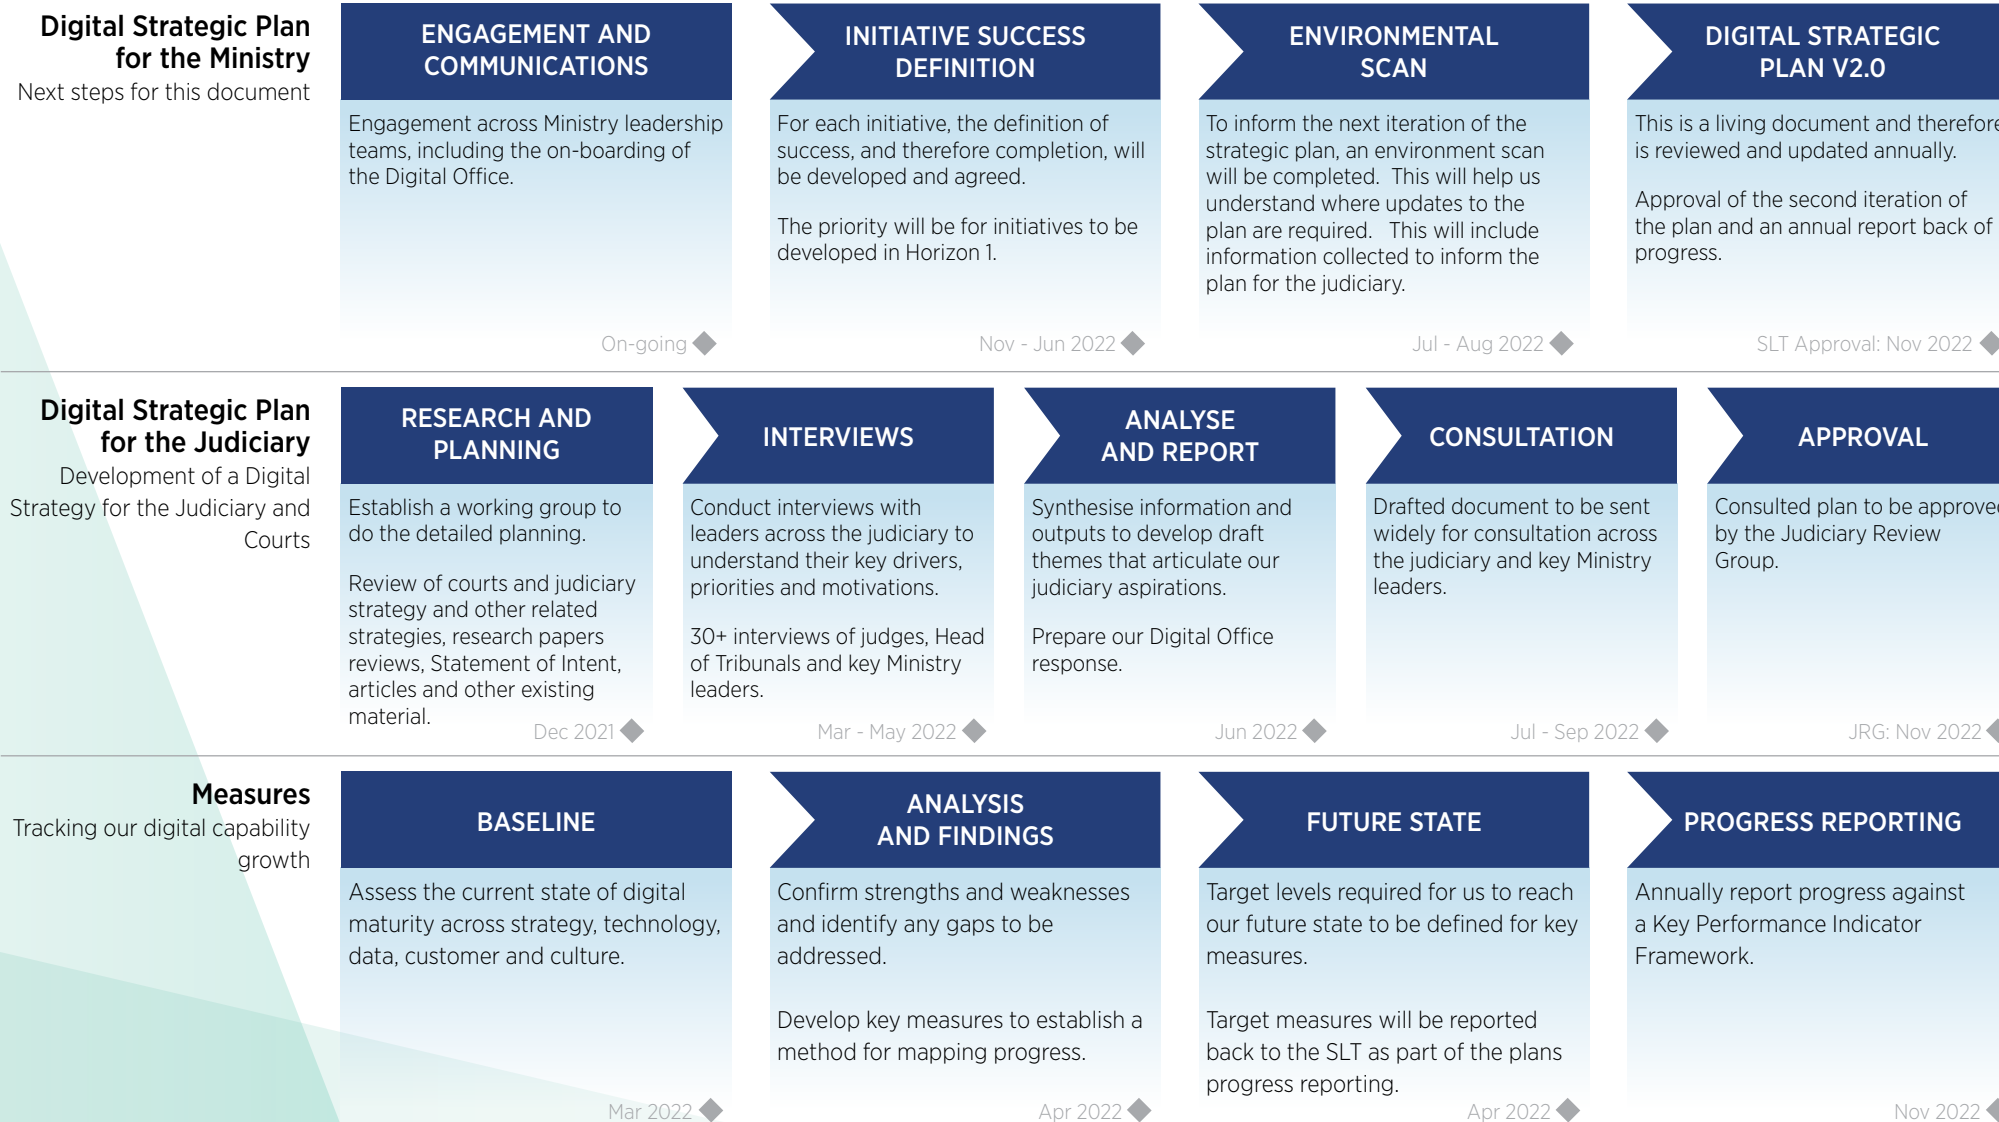 Digital Strategic Plan
for the Ministry
Next steps for this document
ENGAGEMENT AND
COMMUNICATIONS
Engagement across Ministry leadership
teams, including the on-boarding of
the Digital Office.
On-going
INITIATIVE SUCCESS
DEFINITION
For each initiative, the definition of
success, and therefore completion, will
be developed and agreed.
The priority will be for initiatives to be
developed in Horizon 1.
Nov - Jun 2022
ENVIRONMENTAL
SCAN
To inform the next iteration of the
strategic plan, an environment scan
will be completed.  This will help us
understand where updates to the
plan are required.   This will include
information collected to inform the
plan for the judiciary.
Jul - Aug 2022
DIGITAL STRATEGIC
PLAN V2.0
This is a living document and therefore
is reviewed and updated annually.
Approval of the second iteration of
the plan and an annual report back of
progress.
SLT Approval: Nov 2022
Digital Strategic Plan
for the Judiciary
Development of a Digital
Strategy for the Judiciary and
Courts
RESEARCH AND
PLANNING
Establish a working group to
do the detailed planning.
Review of courts and judiciary
strategy and other related
strategies, research papers
reviews, Statement of Intent,
articles and other existing
material.
Dec 2021
INTERVIEWS
Conduct interviews with
leaders across the judiciary to
understand their key drivers,
priorities and motivations.
30+ interviews of judges, Head
of Tribunals and key Ministry
leaders.
Mar - May 2022
ANALYSE
AND REPORT
Synthesise information and
outputs to develop draft
themes that articulate our
judiciary aspirations.
Prepare our Digital Office
response.
Jun 2022
CONSULTATION
Drafted document to be sent
widely for consultation across
the judiciary and key Ministry
leaders.
Jul - Sep 2022
APPROVAL
Consulted plan to be approved
by the Judiciary Review
Group.
JRG: Nov 2022
Measures
Tracking our digital capability
growth
BASELINE
Assess the current state of digital
maturity across strategy, technology,
data, customer and culture.
Mar 2022
ANALYSIS
AND FINDINGS
Confirm strengths and weaknesses
and identify any gaps to be
addressed.
Develop key measures to establish a
method for mapping progress.
Apr 2022
FUTURE STATE
Target levels required for us to reach
our future state to be defined for key
measures.
Target measures will be reported
back to the SLT as part of the plans
progress reporting.
Apr 2022
PROGRESS REPORTING
Annually report progress against
a Key Performance Indicator
Framework.
Nov 2022